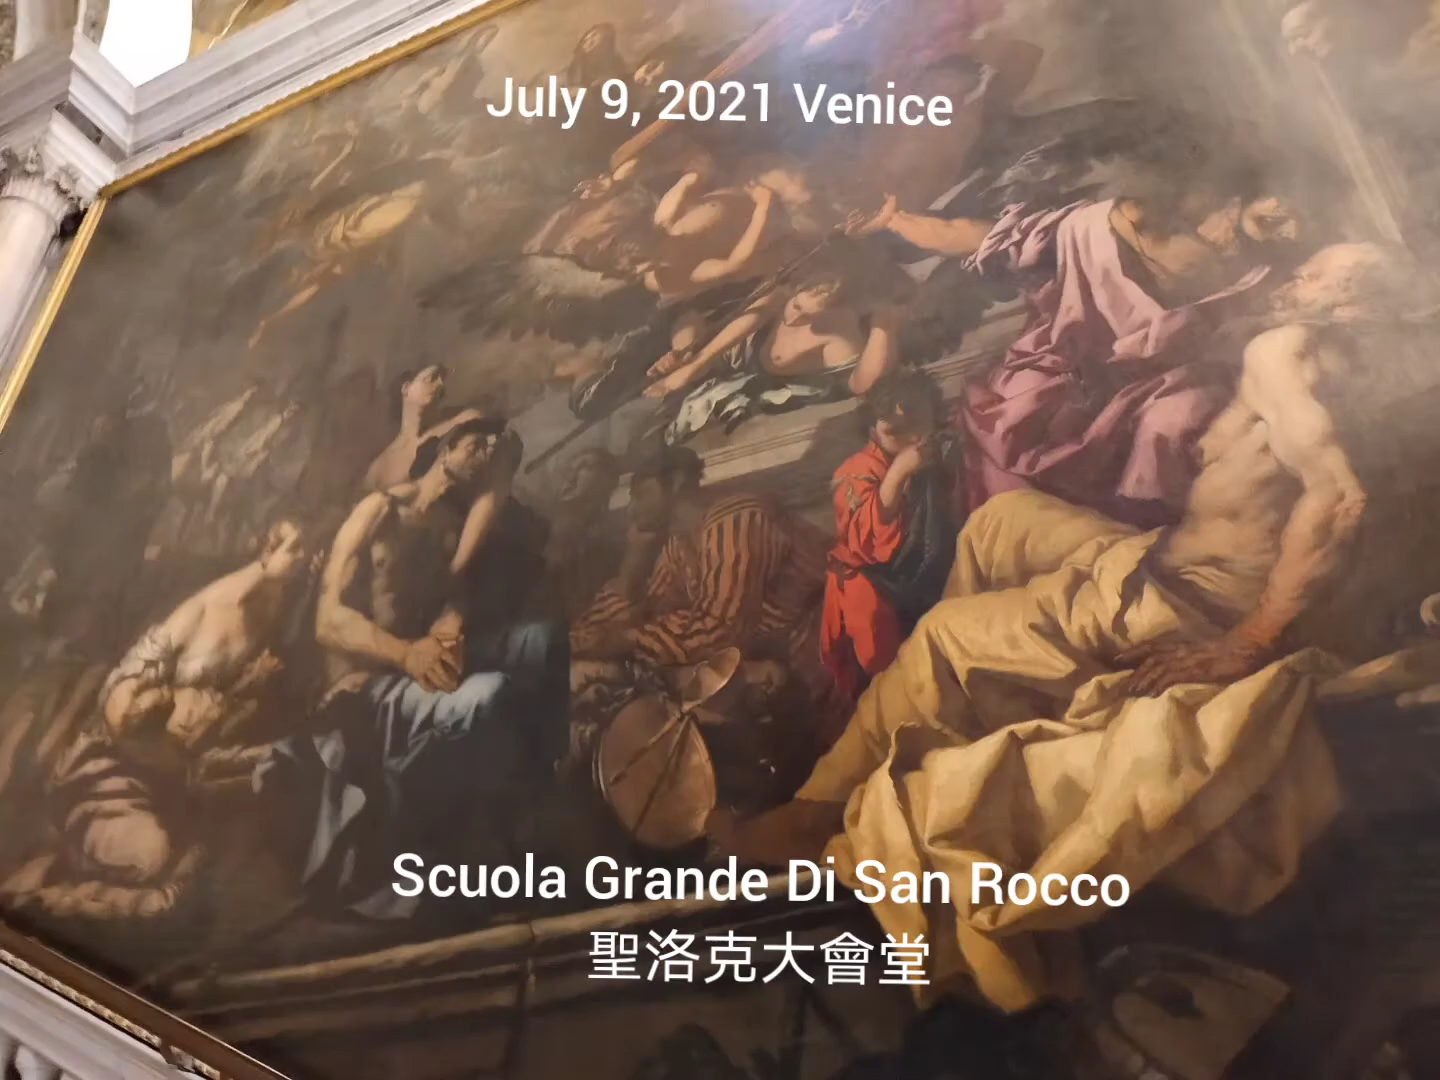 July 9, 2021 Venice
Scuola Grande Di San Rocco
聖洛克大會堂